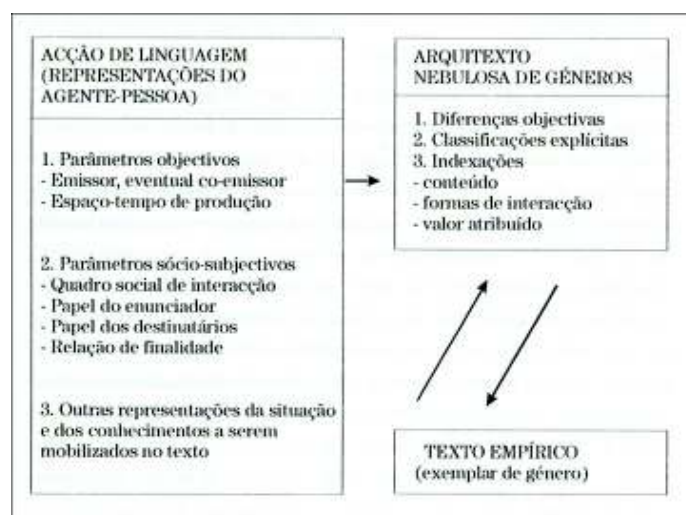 ACÇÃO DE LINGUAGEM
(REPRESENTAÇÕES DO
AGENTE-PESSOA)
1. Parâmetros objectivos
- Emissor, eventual co-emissor
- Espaço-tempo de produção
2. Parâmetros sócio-subjectivos
- Quadro social de interacção
- Papel do enunciador
- Papel dos destinatários
- Relação de finalidade
3. Outras representações da situação
e dos conhecimentos a serem
mobilizados no texto
ARQUITEXTO
NEBULOSA DE GÉNEROS
1. Diferenças objectivas
2. Classificações explícitas
3. Indexações
- conteúdo
- formas de interacção
- valor atribuído
TEXTO EMPÍRICO
(exemplar de género)